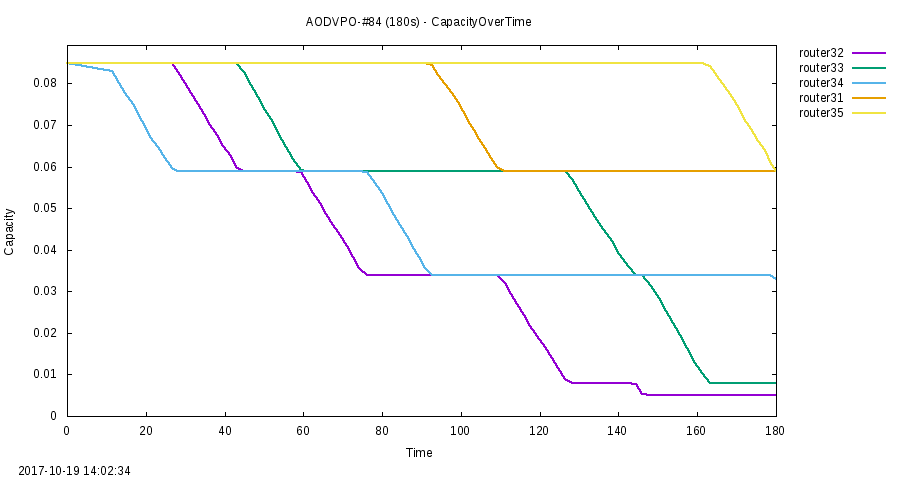 AODVPO-#84 (180s) - CapacityOverTime
router32
router33
router34
router31
router35
0.08
0.07
0.06
0.05
0.04
0.03
0.02
0.01
0
Capacity
0 20 40 60 80 100 120 140 160 180
Time
2017-10-19 14:02:34